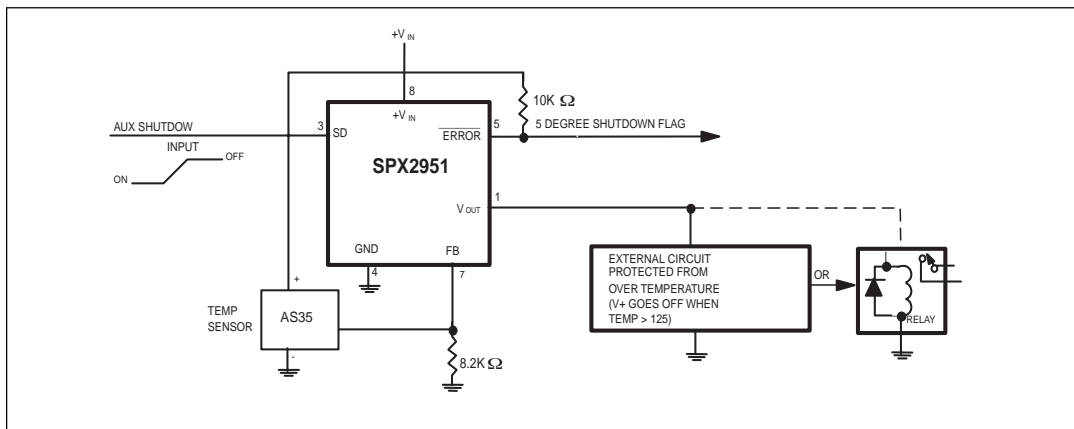 +V IN
8
+V IN
10K Ω
AUX SHUTDOW
3
SD
ERROR
5
5 DEGREE SHUTDOWN FLAG
INPUT
OFF
ON
SPX2951
V OUT
1
GND
4
FB
7
TEMP
SENSOR
+
AS35
-
8.2K Ω
EXTERNAL CIRCUIT
PROTECTED FROM
OVER TEMPERATURE
(V+ GOES OFF WHEN
TEMP > 125)
OR
RELAY